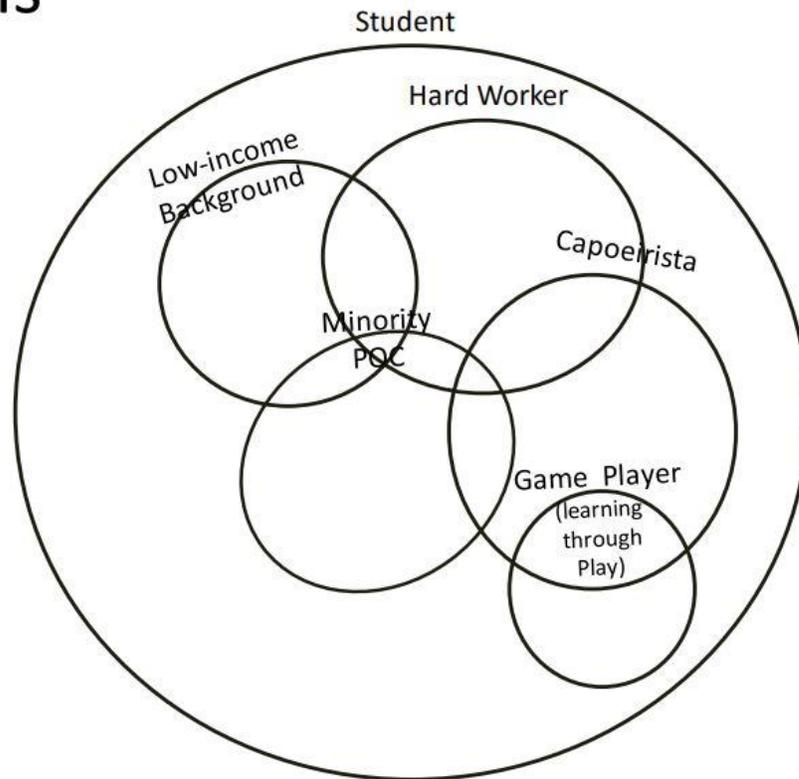 Student
Hard Worker
Low-income
Background
Capoeirista
Minority
POC
Game Player
(learning
through
Play)